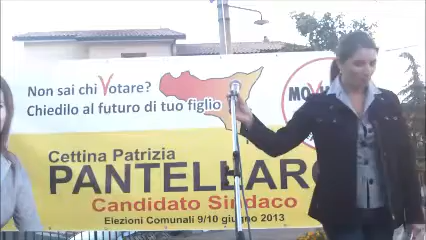 Non sai chi Votare?
Chiedilo al futuro di tuo figlio
Cettina Patrizia
Candidato Sindaco
Elezioni Comunali 9/10 giugno 2013